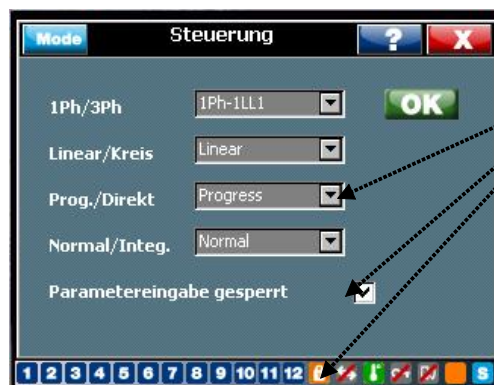 Mode Steuerung ? X
1Ph/3Ph 1Ph-1LL1 OK
Linear/Kreis Linear
Prog./Direkt Progress
Normal/Integ. Normal
Parametereingabe gesperrt
1 2 3 4 5 6 7 8 9 10 11 12 S